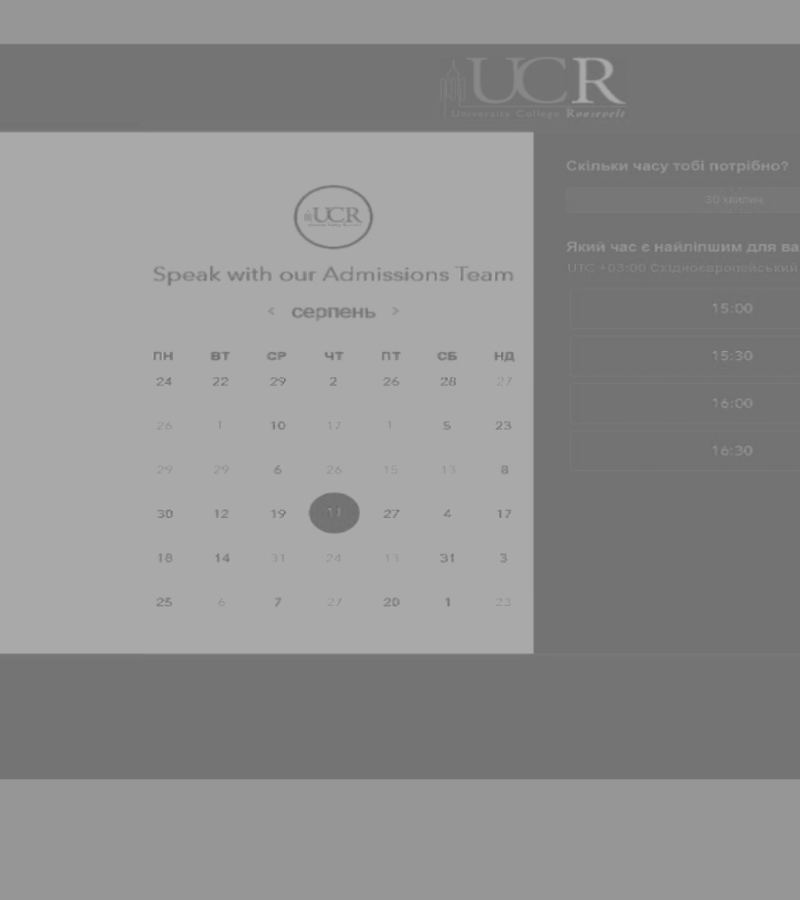 UCR
University College Roosevelt
UCR
Speak with our Admissions Team
< серпень >
ПН ВТ СР ЧТ ПТ СБ НД
24 22 29 2 26 28 27
26 1 10 17 1 5 23
29 29 6 26 15 13 8
30 12 19 11 27 4 17
18 14 31 24 13 31 3
25 6 7 27 20 1 23
Скільки часу тобі потрібно?
30 хвилин
Який час є найліпшим для ва
UTC +03:00 Східноєвропейський
15:00
15:30
16:00
16:30